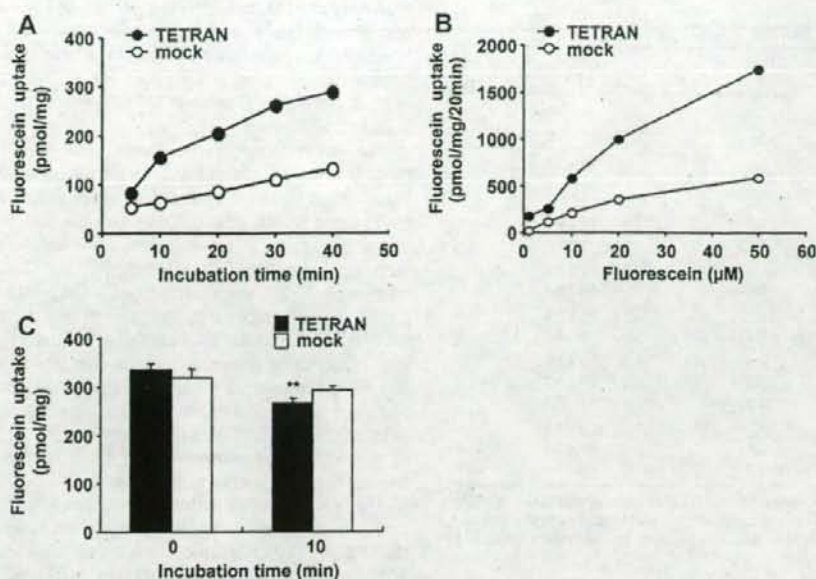 A
TETRAN
mock
Fluorescein uptake
(pmol/mg)
400
300
200
100
0
0 10 20 30 40 50
Incubation time (min)
B
TETRAN
mock
Fluorescein uptake
(pmol/mg/20min)
2000
1500
1000
500
0
0 10 20 30 40 50 60
Fluorescein (µM)
C
TETRAN
mock
Fluorescein uptake
(pmol/mg)
400
300
200
100
0
**
0 10
Incubation time (min)